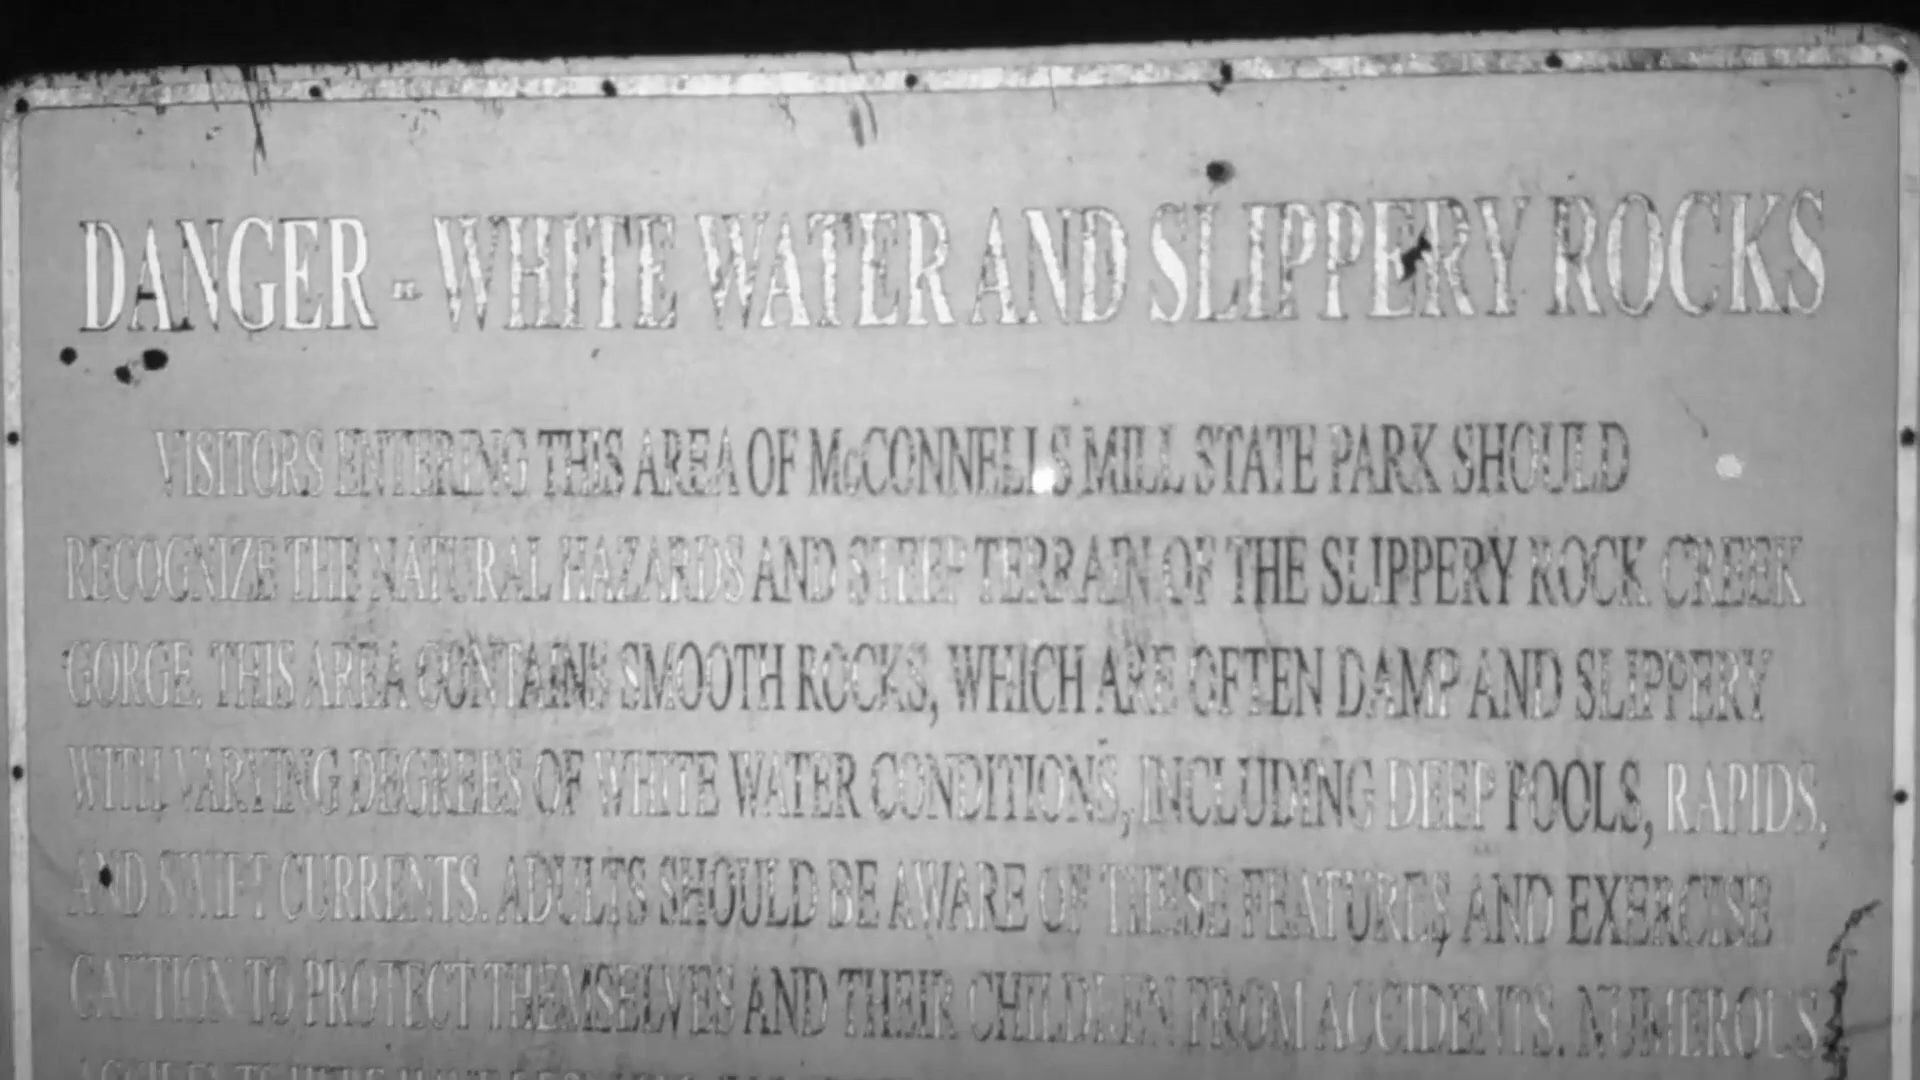 DANGER - WHITE WATER AND SLIPPERY ROCKS
VISITORS ENTERING THIS AREA OF McCONNELLS MILL STATE PARK SHOULD
RECOGNIZE THE NATURAL HAZARDS AND STEEP TERRAIN OF THE SLIPPERY ROCK CREEK
GORGE. THIS AREA CONTAINS SMOOTH ROCKS, WHICH ARE OFTEN DAMP AND SLIPPERY
WITH VARYING DEGREES OF WHITE WATER CONDITIONS, INCLUDING DEEP POOLS, RAPIDS,
AND SWIFT CURRENTS. ADULTS SHOULD BE AWARE OF THESE FEATURES AND EXERCISE
CAUTION TO PROTECT THEMSELVES AND THEIR CHILDREN FROM ACCIDENTS. NUMEROUS